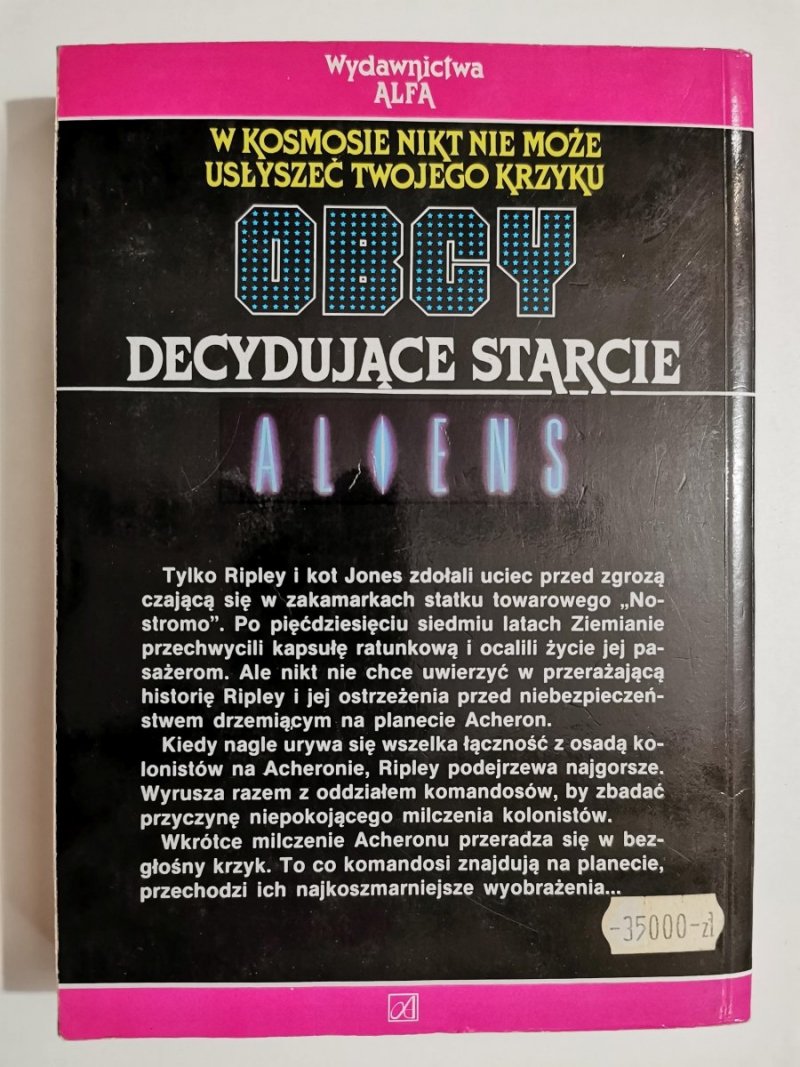 Wydawnictwa
ALFA
W KOSMOSIE NIKT NIE MOŻE
USŁYSZEĆ TWOJEGO KRZYKU
OBCY
DECYDUJĄCE STARCIE
ALIENS
Tylko Ripley i kot Jones zdołali uciec przed zgrozą
czającą się w zakamarkach statku towarowego „No-
stromo”. Po pięćdziesięciu siedmiu latach Ziemianie
przechwycili kapsułę ratunkową i ocalili życie jej pa-
sażerom. Ale nikt nie chce uwierzyć w przerażającą
historię Ripley i jej ostrzeżenia przed niebezpieczeń-
stwem drzemiącym na planecie Acheron.
Kiedy nagle urywa się wszelka łączność z osadą ko-
lonistów na Acheronie, Ripley podejrzewa najgorsze.
Wyrusza razem z oddziałem komandosów, by zbadać
przyczynę niepokojącego milczenia kolonistów.
Wkrótce milczenie Acheronu przeradza się w bez-
głośny krzyk. To co komandosi znajdują na planecie,
przechodzi ich najkoszmarniejsze wyobrażenia...
-35000-zł